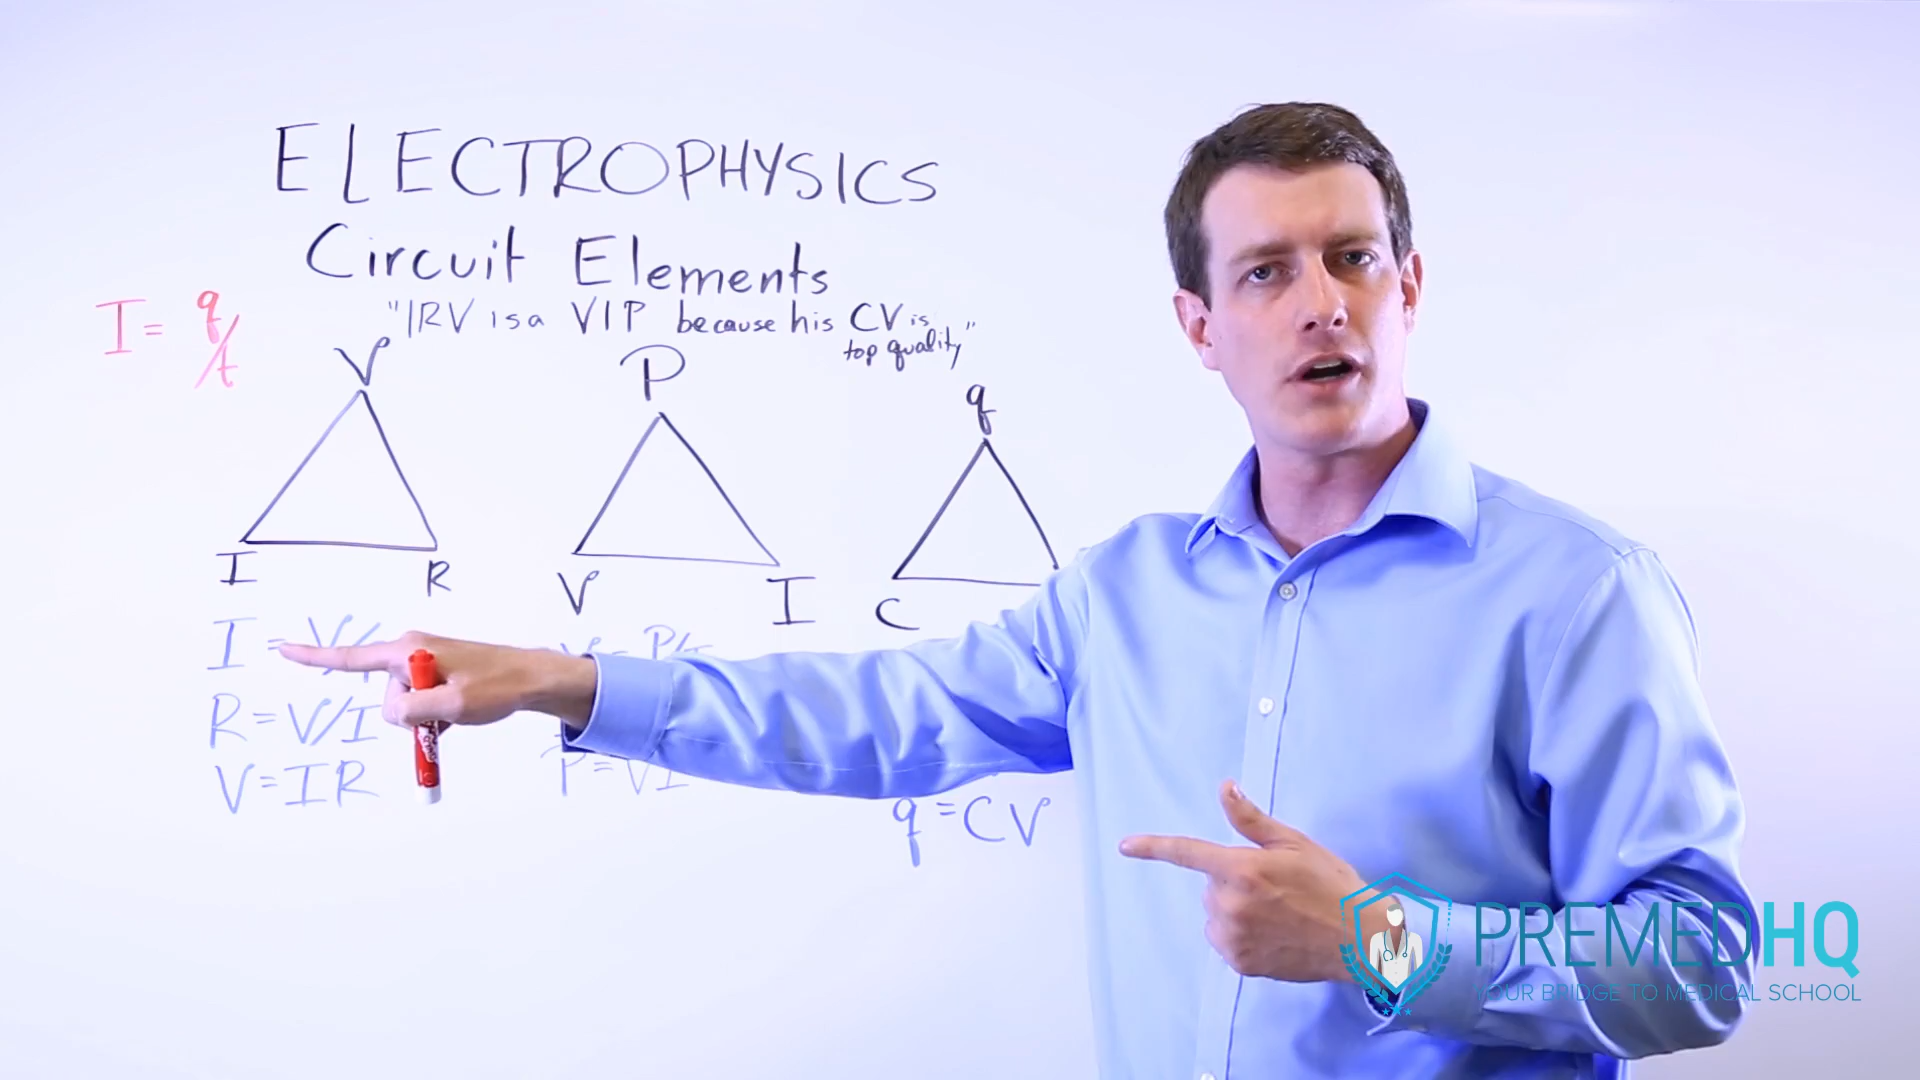 ELECTROPHYSICS
Circuit Elements
"IRV is a VIP because his CV is
top quality"
I = q/t
V
I
R
P
V
I
q
C
I = V/
R = V/I
V = IR
P = VI
q = CV
PREMEDHQ
YOUR BRIDGE TO MEDICAL SCHOOL